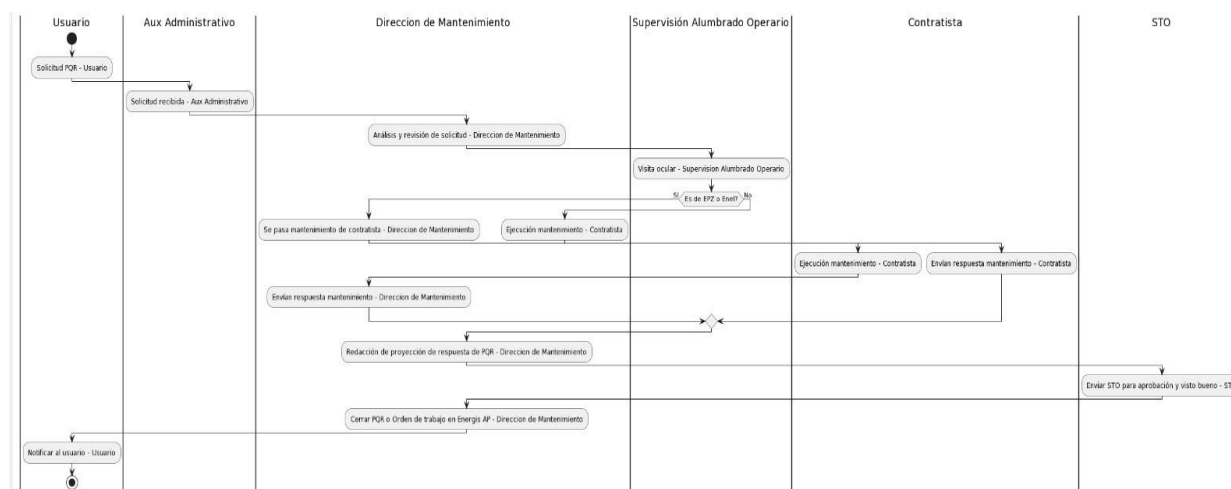 Usuario
Aux Administrativo
Direccion de Mantenimiento
Supervisión Alumbrado Operario
Contratista
STO
Solicitud PQR - Usuario
Solicitud recibida - Aux Administrativo
Análisis y revisión de solicitud - Direccion de Mantenimiento
Visita ocular - Supervision Alumbrado Operario
Si
Es de EPZ o Enel?
No
Se pasa mantenimiento de contratista - Direccion de Mantenimiento
Ejecución mantenimiento - Contratista
Ejecución mantenimiento - Contratista
Envían respuesta mantenimiento - Contratista
Envían respuesta mantenimiento - Direccion de Mantenimiento
Redacción de proyección de respuesta de PQR - Direccion de Mantenimiento
Enviar STO para aprobación y visto bueno - ST
Cerrar PQR o Orden de trabajo en Energis AP - Direccion de Mantenimiento
Notificar al usuario - Usuario